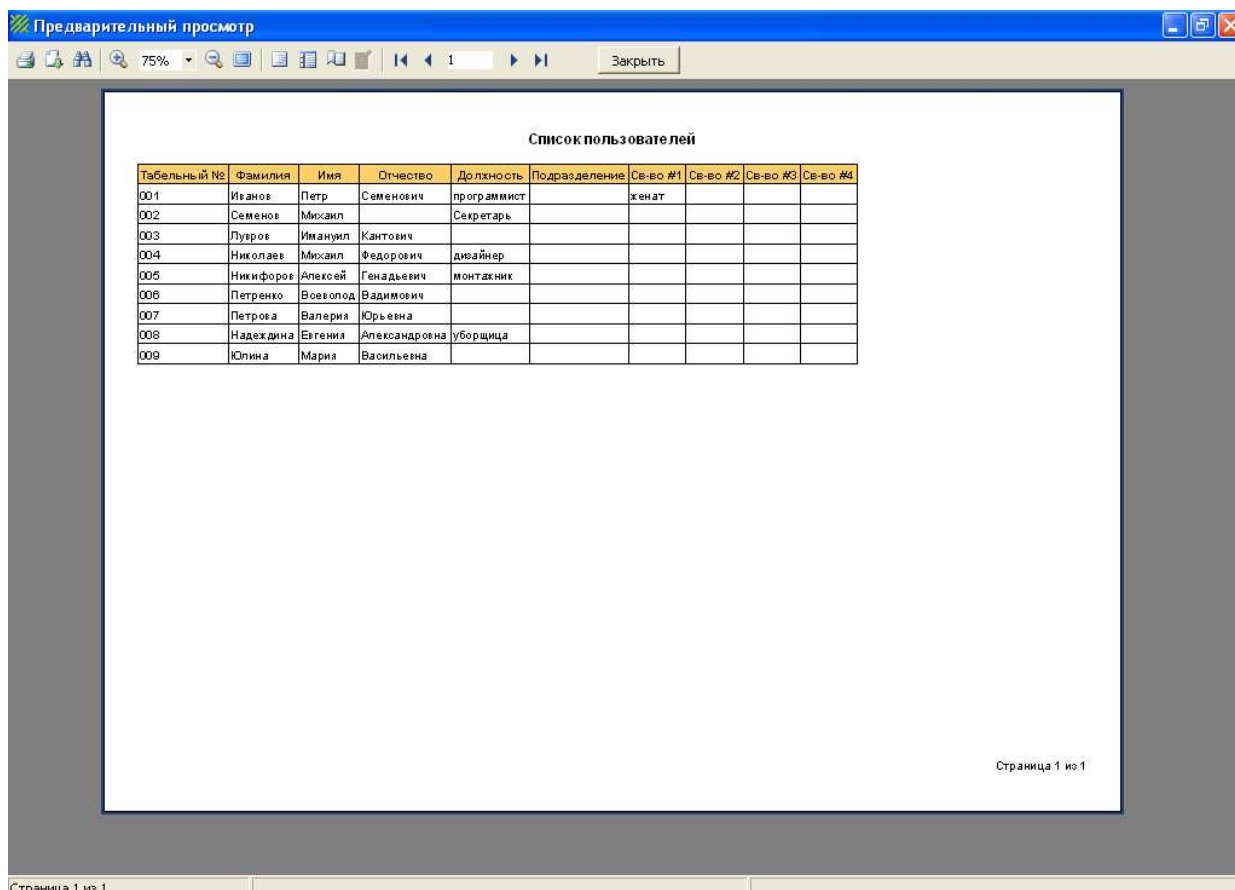 Предварительный просмотр
75% 1 Закрыть
Список пользователей
Табельный № Фамилия Имя Отчество Должность Подразделение Св-во #1 Св-во #2 Св-во #3 Св-во #4
001 Иванов Петр Семенович программист женат
002 Семенов Михаил Секретарь
003 Лувров Имануил Кантович
004 Николаев Михаил Федорович дизайнер
005 Никифоров Алексей Генадьевич монтажник
006 Петренко Всеволод Вадимович
007 Петрова Валерия Юрьевна
008 Надеждина Евгения Александровна уборщица
009 Юлина Мария Васильевна
Страница 1 из 1
Страница 1 из 1